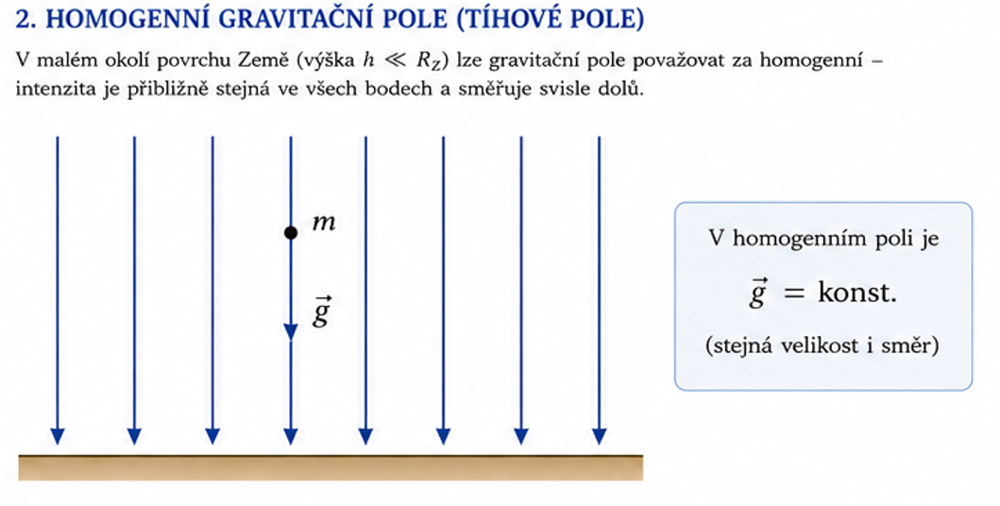 2. HOMOGENNÍ GRAVITAČNÍ POLE (TÍHOVÉ POLE)
V malém okolí povrchu Země (výška h ≪ R_Z) lze gravitační pole považovat za homogenní –
intenzita je přibližně stejná ve všech bodech a směřuje svisle dolů.
m
g⃗
V homogenním poli je
g⃗ = konst.
(stejná velikost i směr)